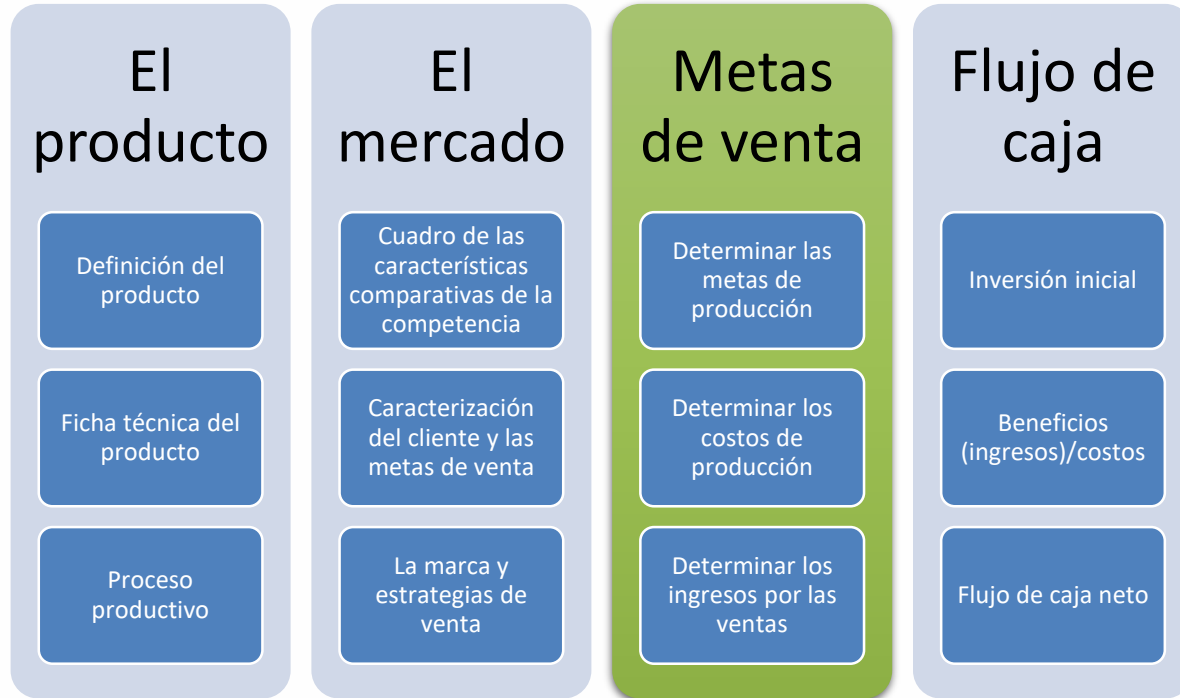 El
producto
Definición del
producto
Ficha técnica del
producto
Proceso
productivo
El
mercado
Cuadro de las
características
comparativas de la
competencia
Caracterización
del cliente y las
metas de venta
La marca y
estrategias de
venta
Metas
de venta
Determinar las
metas de
producción
Determinar los
costos de
producción
Determinar los
ingresos por las
ventas
Flujo de
caja
Inversión inicial
Beneficios
(ingresos)/costos
Flujo de caja neto